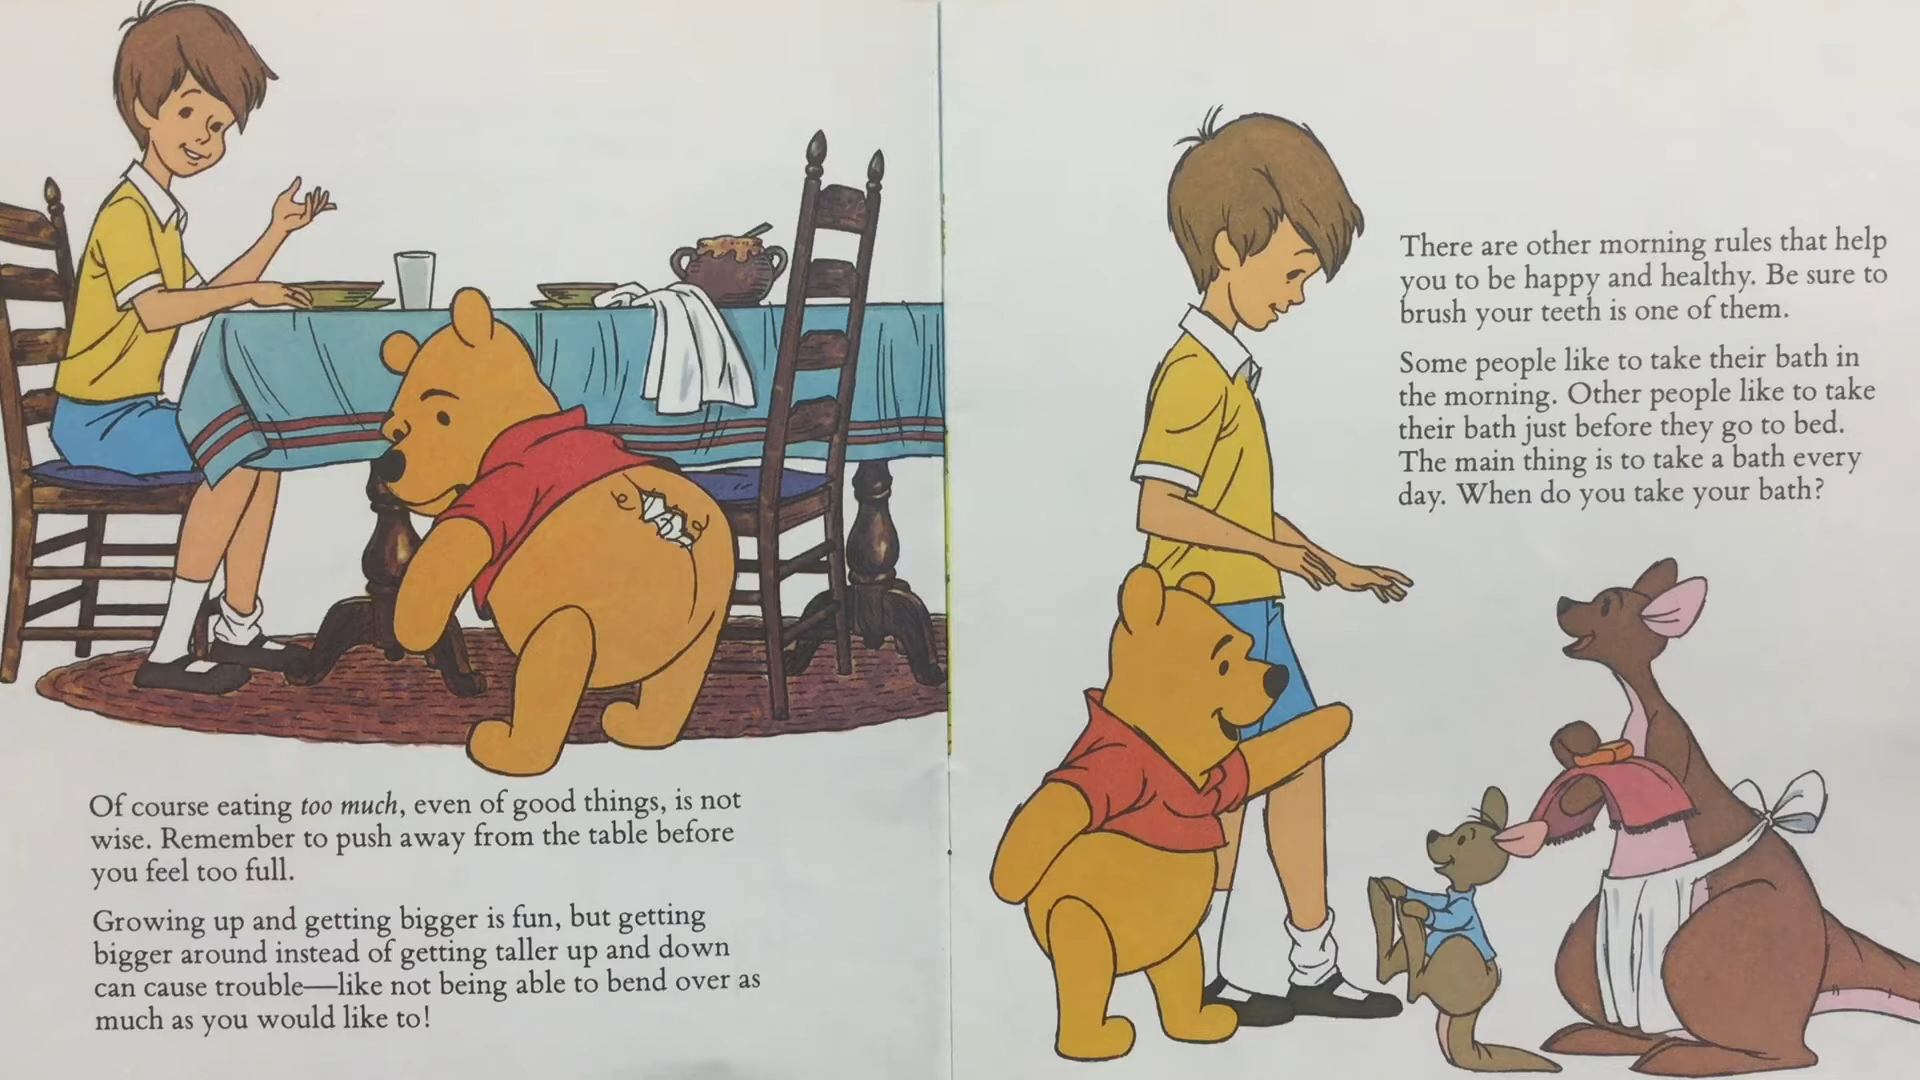 Of course eating too much, even of good things, is not
wise. Remember to push away from the table before
you feel too full.
Growing up and getting bigger is fun, but getting
bigger around instead of getting taller up and down
can cause trouble—like not being able to bend over as
much as you would like to!
There are other morning rules that help
you to be happy and healthy. Be sure to
brush your teeth is one of them.
Some people like to take their bath in
the morning. Other people like to take
their bath just before they go to bed.
The main thing is to take a bath every
day. When do you take your bath?